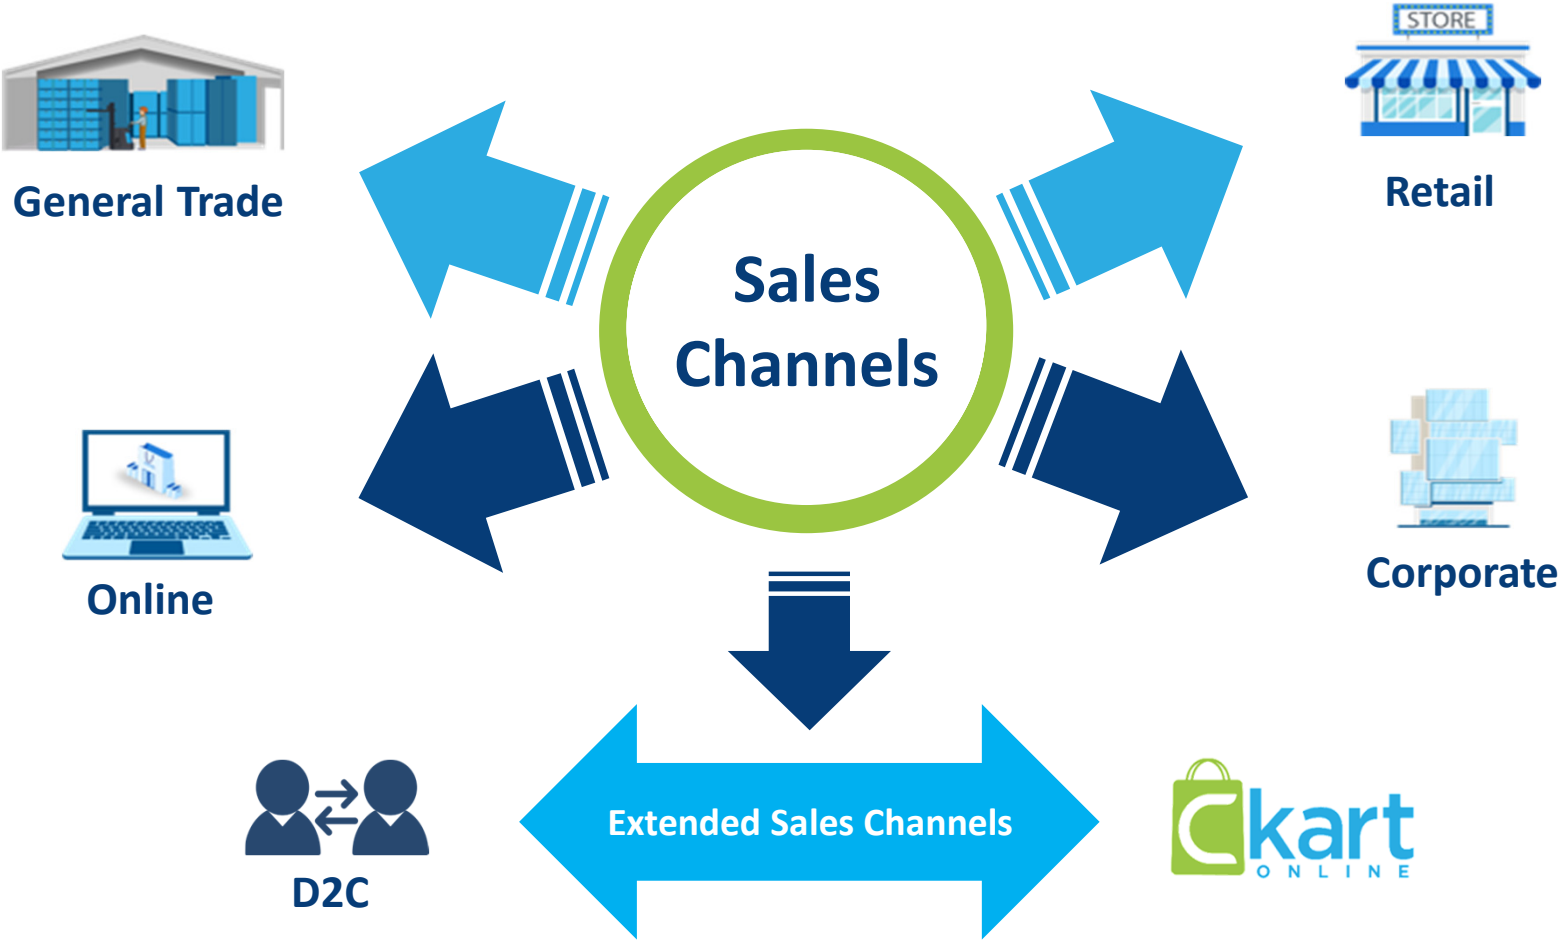 STORE
General Trade
Retail
Sales
Channels
Online
Corporate
Extended Sales Channels
D2C
Ckart
ONLINE